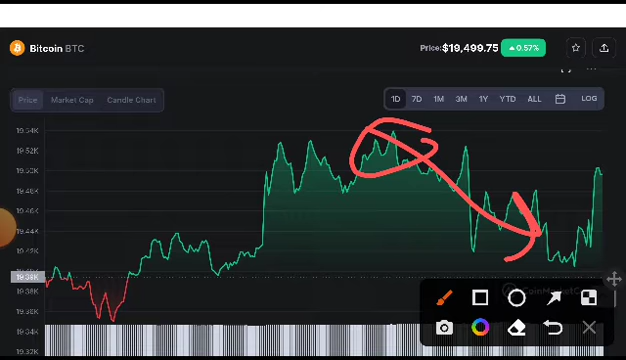 Bitcoin BTC
Price:$19,499.75 ▲0.57%
Price Market Cap Candle Chart
1D 7D 1M 3M 1Y YTD ALL LOG
19.54K
19.52K
19.50K
19.48K
19.46K
19.44K
19.42K
19.38K
19.36K
19.34K
19.32K